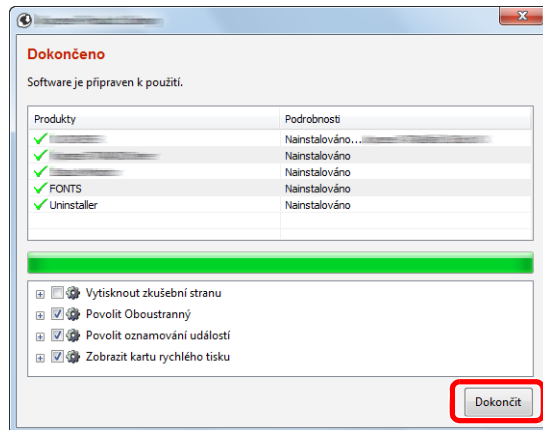 Dokončeno
Software je připraven k použití.
Produkty Podrobnosti
Nainstalováno...
Nainstalováno
Nainstalováno
FONTS Nainstalováno
Uninstaller Nainstalováno
Vytisknout zkušební stranu
Povolit Oboustranný
Povolit oznamování událostí
Zobrazit kartu rychlého tisku
Dokončit